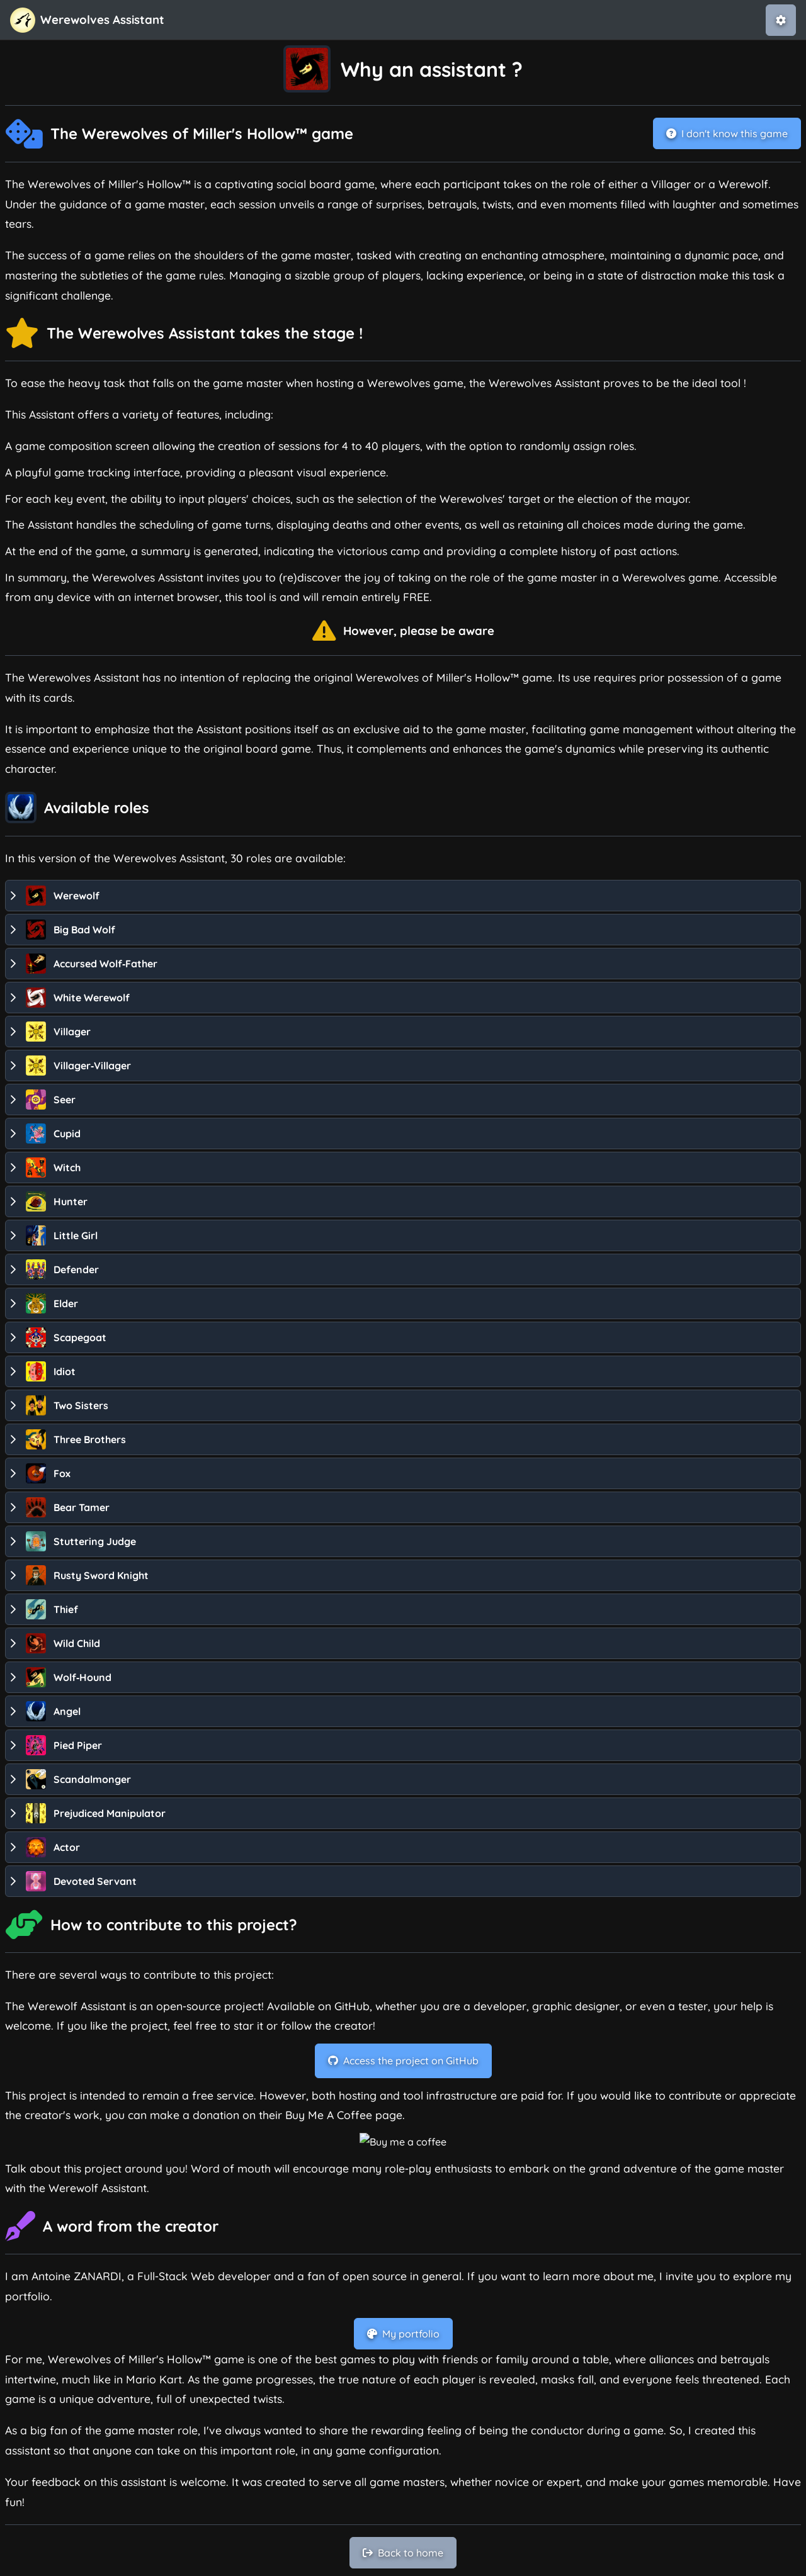 Werewolves Assistant
Why an assistant ?
The Werewolves of Miller's Hollow™ game
I don't know this game
The Werewolves of Miller's Hollow™ is a captivating social board game, where each participant takes on the role of either a Villager or a Werewolf.
Under the guidance of a game master, each session unveils a range of surprises, betrayals, twists, and even moments filled with laughter and sometimes
tears.
The success of a game relies on the shoulders of the game master, tasked with creating an enchanting atmosphere, maintaining a dynamic pace, and
mastering the subtleties of the game rules. Managing a sizable group of players, lacking experience, or being in a state of distraction make this task a
significant challenge.
The Werewolves Assistant takes the stage !
To ease the heavy task that falls on the game master when hosting a Werewolves game, the Werewolves Assistant proves to be the ideal tool !
This Assistant offers a variety of features, including:
A game composition screen allowing the creation of sessions for 4 to 40 players, with the option to randomly assign roles.
A playful game tracking interface, providing a pleasant visual experience.
For each key event, the ability to input players' choices, such as the selection of the Werewolves' target or the election of the mayor.
The Assistant handles the scheduling of game turns, displaying deaths and other events, as well as retaining all choices made during the game.
At the end of the game, a summary is generated, indicating the victorious camp and providing a complete history of past actions.
In summary, the Werewolves Assistant invites you to (re)discover the joy of taking on the role of the game master in a Werewolves game. Accessible
from any device with an internet browser, this tool is and will remain entirely FREE.
However, please be aware
The Werewolves Assistant has no intention of replacing the original Werewolves of Miller's Hollow™ game. Its use requires prior possession of a game
with its cards.
It is important to emphasize that the Assistant positions itself as an exclusive aid to the game master, facilitating game management without altering the
essence and experience unique to the original board game. Thus, it complements and enhances the game's dynamics while preserving its authentic
character.
Available roles
In this version of the Werewolves Assistant, 30 roles are available:
Werewolf
Big Bad Wolf
Accursed Wolf-Father
White Werewolf
Villager
Villager-Villager
Seer
Cupid
Witch
Hunter
Little Girl
Defender
Elder
Scapegoat
Idiot
Two Sisters
Three Brothers
Fox
Bear Tamer
Stuttering Judge
Rusty Sword Knight
Thief
Wild Child
Wolf-Hound
Angel
Pied Piper
Scandalmonger
Prejudiced Manipulator
Actor
Devoted Servant
How to contribute to this project?
There are several ways to contribute to this project:
The Werewolf Assistant is an open-source project! Available on GitHub, whether you are a developer, graphic designer, or even a tester, your help is
welcome. If you like the project, feel free to star it or follow the creator!
Access the project on GitHub
This project is intended to remain a free service. However, both hosting and tool infrastructure are paid for. If you would like to contribute or appreciate
the creator's work, you can make a donation on their Buy Me A Coffee page.
Buy me a coffee
Talk about this project around you! Word of mouth will encourage many role-play enthusiasts to embark on the grand adventure of the game master
with the Werewolf Assistant.
A word from the creator
I am Antoine ZANARDI, a Full-Stack Web developer and a fan of open source in general. If you want to learn more about me, I invite you to explore my
portfolio.
My portfolio
For me, Werewolves of Miller's Hollow™ game is one of the best games to play with friends or family around a table, where alliances and betrayals
intertwine, much like in Mario Kart. As the game progresses, the true nature of each player is revealed, masks fall, and everyone feels threatened. Each
game is a unique adventure, full of unexpected twists.
As a big fan of the game master role, I've always wanted to share the rewarding feeling of being the conductor during a game. So, I created this
assistant so that anyone can take on this important role, in any game configuration.
Your feedback on this assistant is welcome. It was created to serve all game masters, whether novice or expert, and make your games memorable. Have
fun!
Back to home